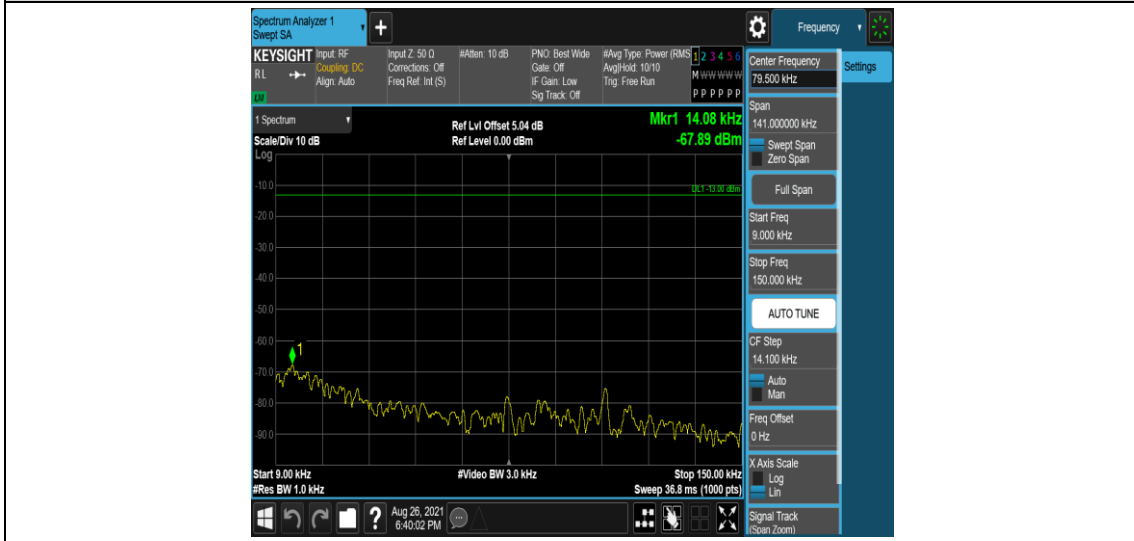 Spectrum Analyzer 1
Swept SA
Frequency
KEYSIGHT
RL
Input: RF
Coupling: DC
Align: Auto
Input Z: 50 Ω
Corrections: Off
Freq Ref: Int (S)
#Atten: 10 dB
PNO: Best Wide
Gate: Off
IF Gain: Low
Sig Track: Off
#Avg Type: Power (RMS
Avg|Hold: 10/10
Trig: Free Run
1 2 3 4 5 6
M W W W W W
P P P P P P
1 Spectrum
Scale/Div 10 dB
Ref Lvl Offset 5.04 dB
Ref Level 0.00 dBm
Mkr1 14.08 kHz
-67.89 dBm
Log
DL1 -13.00 dBm
-10.0
-20.0
-30.0
-40.0
-50.0
-60.0
1
-70.0
-80.0
-90.0
Start 9.00 kHz
#Video BW 3.0 kHz
Stop 150.00 kHz
#Res BW 1.0 kHz
Sweep 36.8 ms (1000 pts)
Aug 26, 2021
6:40:02 PM
Center Frequency
79.500 kHz
Settings
Span
141.000000 kHz
Swept Span
Zero Span
Full Span
Start Freq
9.000 kHz
Stop Freq
150.000 kHz
AUTO TUNE
CF Step
14.100 kHz
Auto
Man
Freq Offset
0 Hz
X Axis Scale
Log
Lin
Signal Track
(Span Zoom)